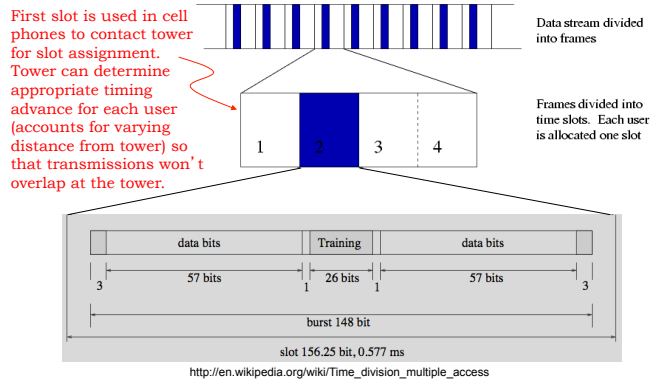 First slot is used in cell
phones to contact tower
for slot assignment.
Tower can determine
appropriate timing
advance for each user
(accounts for varying
distance from tower) so
that transmissions won’t
overlap at the tower.
Data stream divided
into frames
Frames divided into
time slots. Each user
is allocated one slot
1 2 3 4
data bits Training data bits
3 57 bits 1 26 bits 1 57 bits 3
burst 148 bit
slot 156.25 bit, 0.577 ms
http://en.wikipedia.org/wiki/Time_division_multiple_access